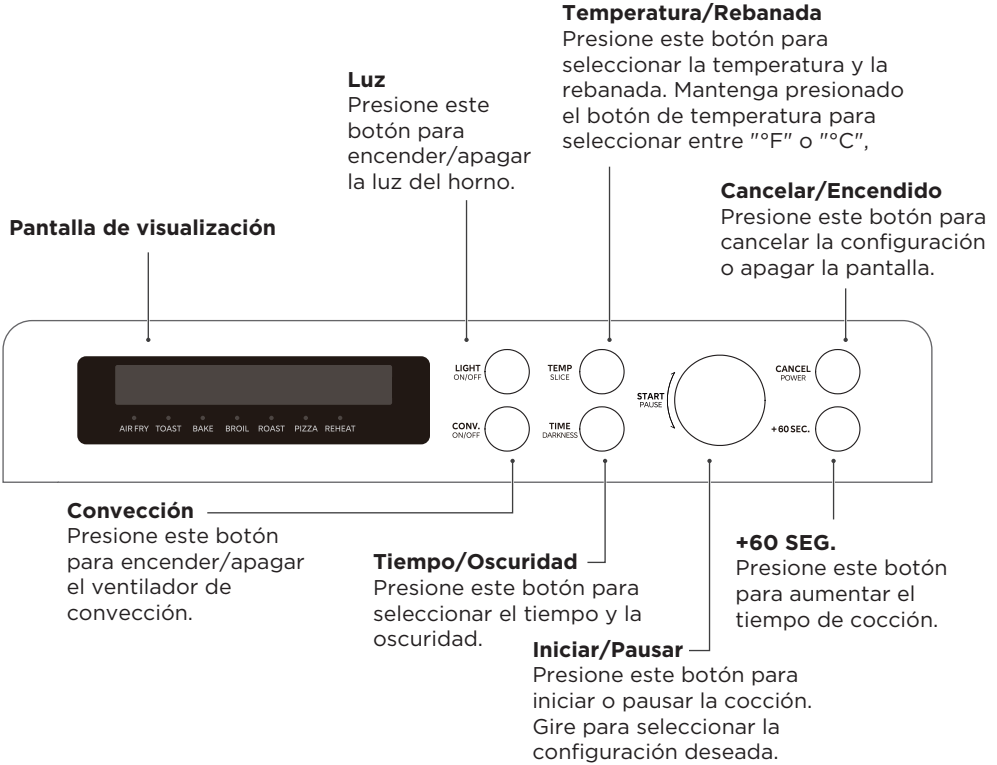 Temperatura/Rebanada
Presione este botón para
seleccionar la temperatura y la
rebanada. Mantenga presionado
el botón de temperatura para
seleccionar entre "°F" o "°C",
Luz
Presione este
botón para
encender/apagar
la luz del horno.
Cancelar/Encendido
Presione este botón para
cancelar la configuración
o apagar la pantalla.
Pantalla de visualización
LIGHT
ON/OFF
TEMP
SLICE
START
PAUSE
CANCEL
POWER
AIR FRY TOAST BAKE BROIL ROAST PIZZA REHEAT
CONV.
ON/OFF
TIME
DARKNESS
+60 SEC.
Convección
Presione este botón
para encender/apagar
el ventilador de
convección.
Tiempo/Oscuridad
Presione este botón para
seleccionar el tiempo y la
oscuridad.
Iniciar/Pausar
Presione este botón para
iniciar o pausar la cocción.
Gire para seleccionar la
configuración deseada.
+60 SEG.
Presione este botón
para aumentar el
tiempo de cocción.